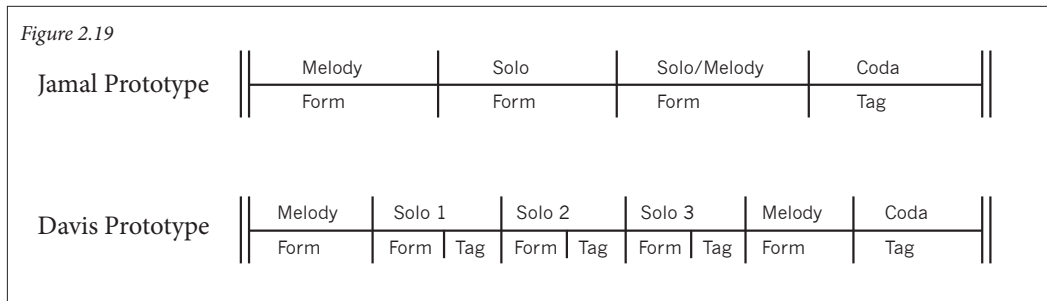 Figure 2.19
Jamal Prototype
Melody Solo Solo/Melody Coda
Form Form Form Tag
Davis Prototype
Melody Solo 1 Solo 2 Solo 3 Melody Coda
Form Form Tag Form Tag Form Tag Form Tag